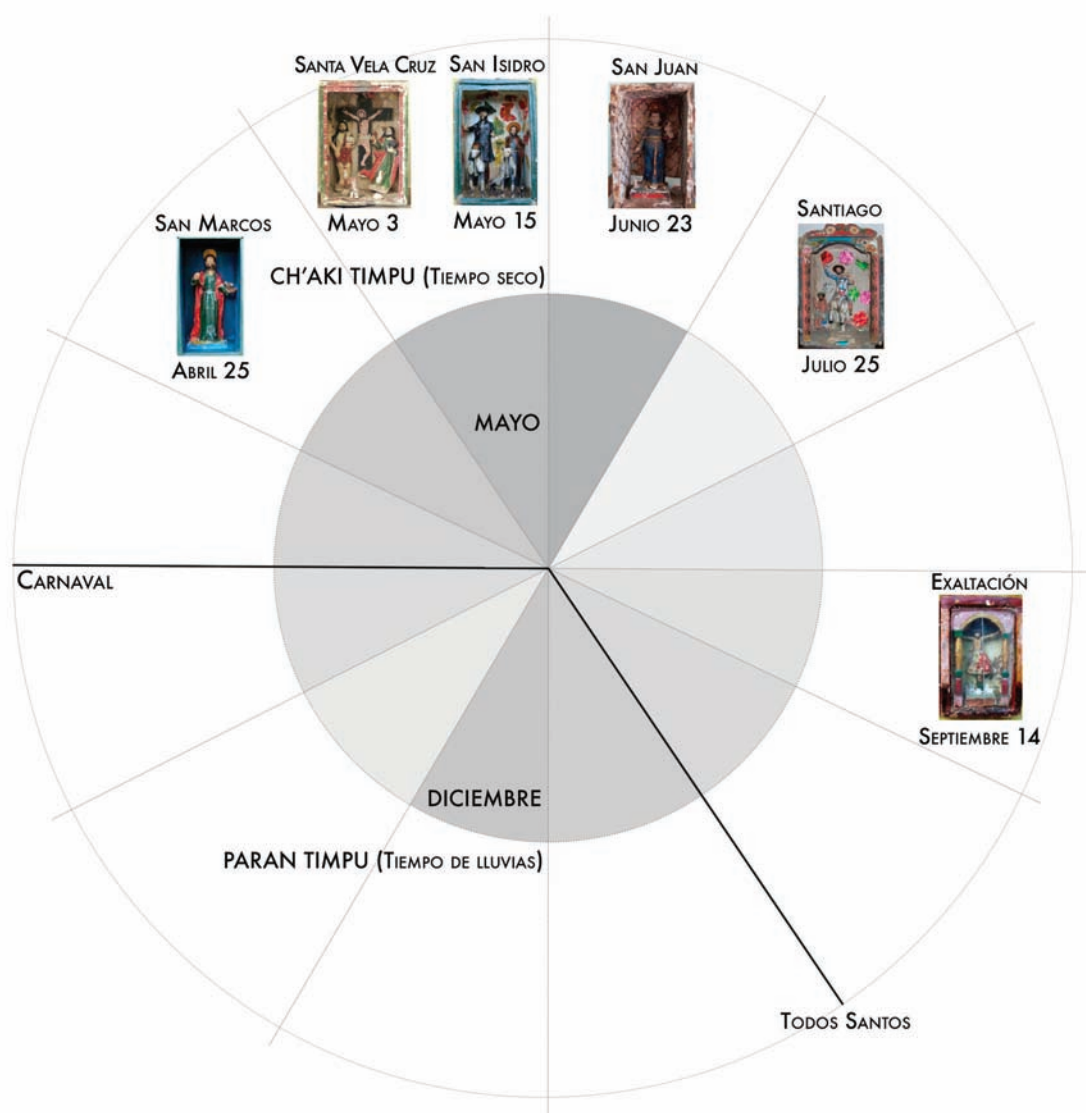 Santa Vela Cruz
Mayo 3
San Isidro
Mayo 15
San Juan
Junio 23
San Marcos
Abril 25
Santiago
Julio 25
CH'AKI TIMPU (Tiempo seco)
MAYO
Carnaval
Exaltación
Septiembre 14
DICIEMBRE
PARAN TIMPU (Tiempo de lluvias)
Todos Santos